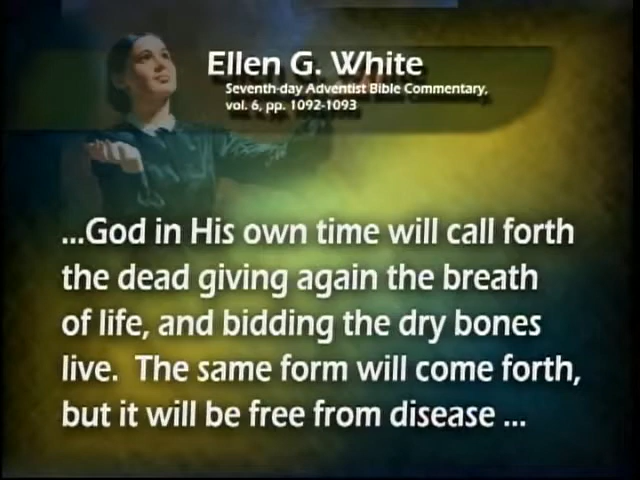 Ellen G. White
Seventh-day Adventist Bible Commentary,
vol. 6, pp. 1092-1093
...God in His own time will call forth
the dead giving again the breath
of life, and bidding the dry bones
live.  The same form will come forth,
but it will be free from disease ...